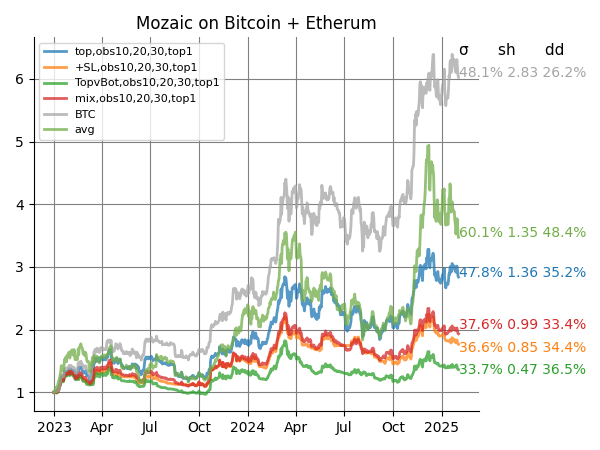 Mozaic on Bitcoin + Etherum
σ sh dd
top,obs10,20,30,top1
+SL,obs10,20,30,top1
TopvBot,obs10,20,30,top1
mix,obs10,20,30,top1
BTC
avg
48.1% 2.83 26.2%
60.1% 1.35 48.4%
47.8% 1.36 35.2%
37.6% 0.99 33.4%
36.6% 0.85 34.4%
33.7% 0.47 36.5%
6
5
4
3
2
1
2023 Apr Jul Oct 2024 Apr Jul Oct 2025